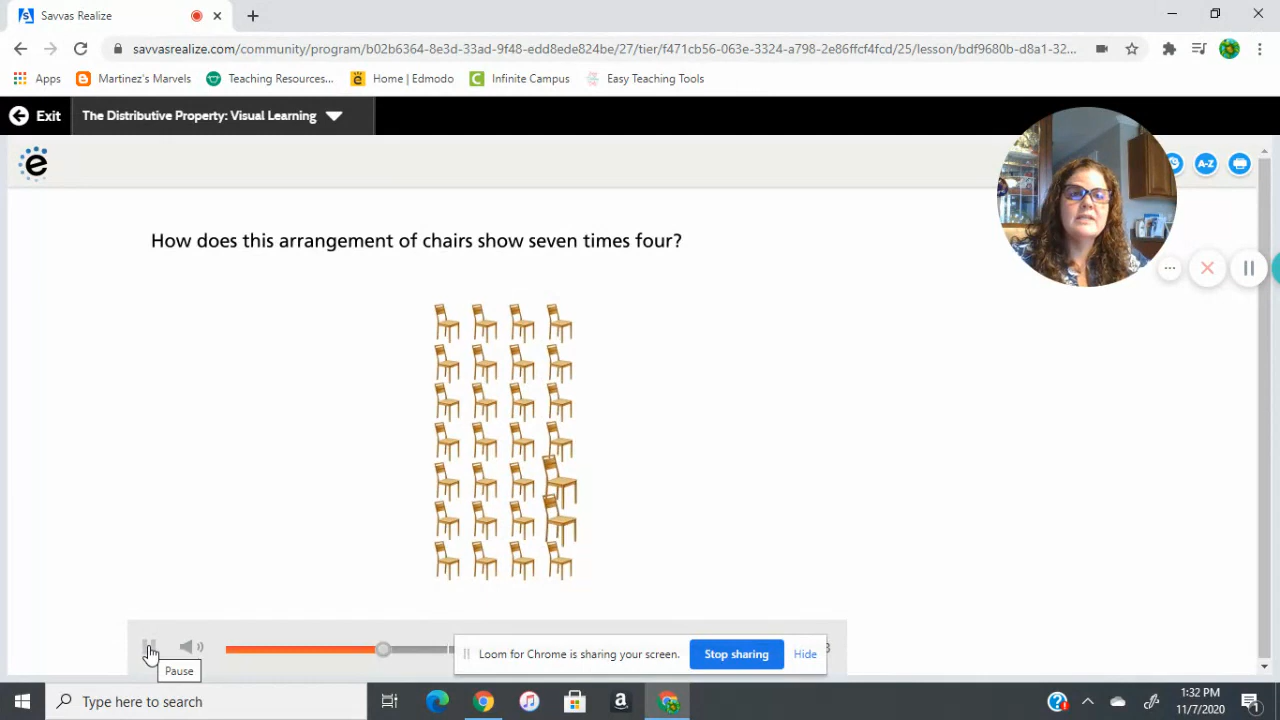 Savvas Realize
savvasrealize.com/community/program/b02b6364-8e3d-33ad-9f48-edd8ede824be/27/tier/f471cb56-063e-3324-a798-2e86ffcf4fcd/25/lesson/bdf9680b-d8a1-32...
Apps Martinez's Marvels Teaching Resources... Home | Edmodo Infinite Campus Easy Teaching Tools
Exit The Distributive Property: Visual Learning
e A-Z
How does this arrangement of chairs show seven times four?
Loom for Chrome is sharing your screen. Stop sharing Hide
Pause
Type here to search
1:32 PM
11/7/2020
1